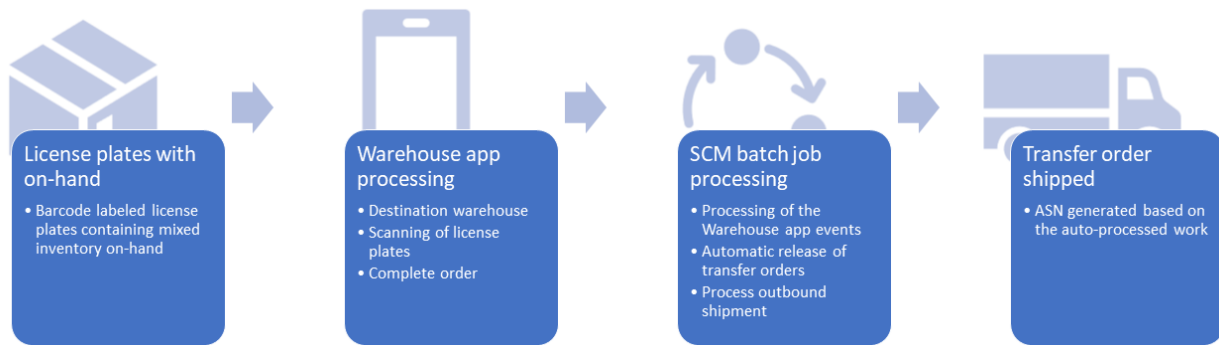 License plates with
on-hand
• Barcode labeled license
plates containing mixed
inventory on-hand
Warehouse app
processing
• Destination warehouse
• Scanning of license
plates
• Complete order
SCM batch job
processing
• Processing of the
Warehouse app events
• Automatic release of
transfer orders
• Process outbound
shipment
Transfer order
shipped
• ASN generated based on
the auto-processed work